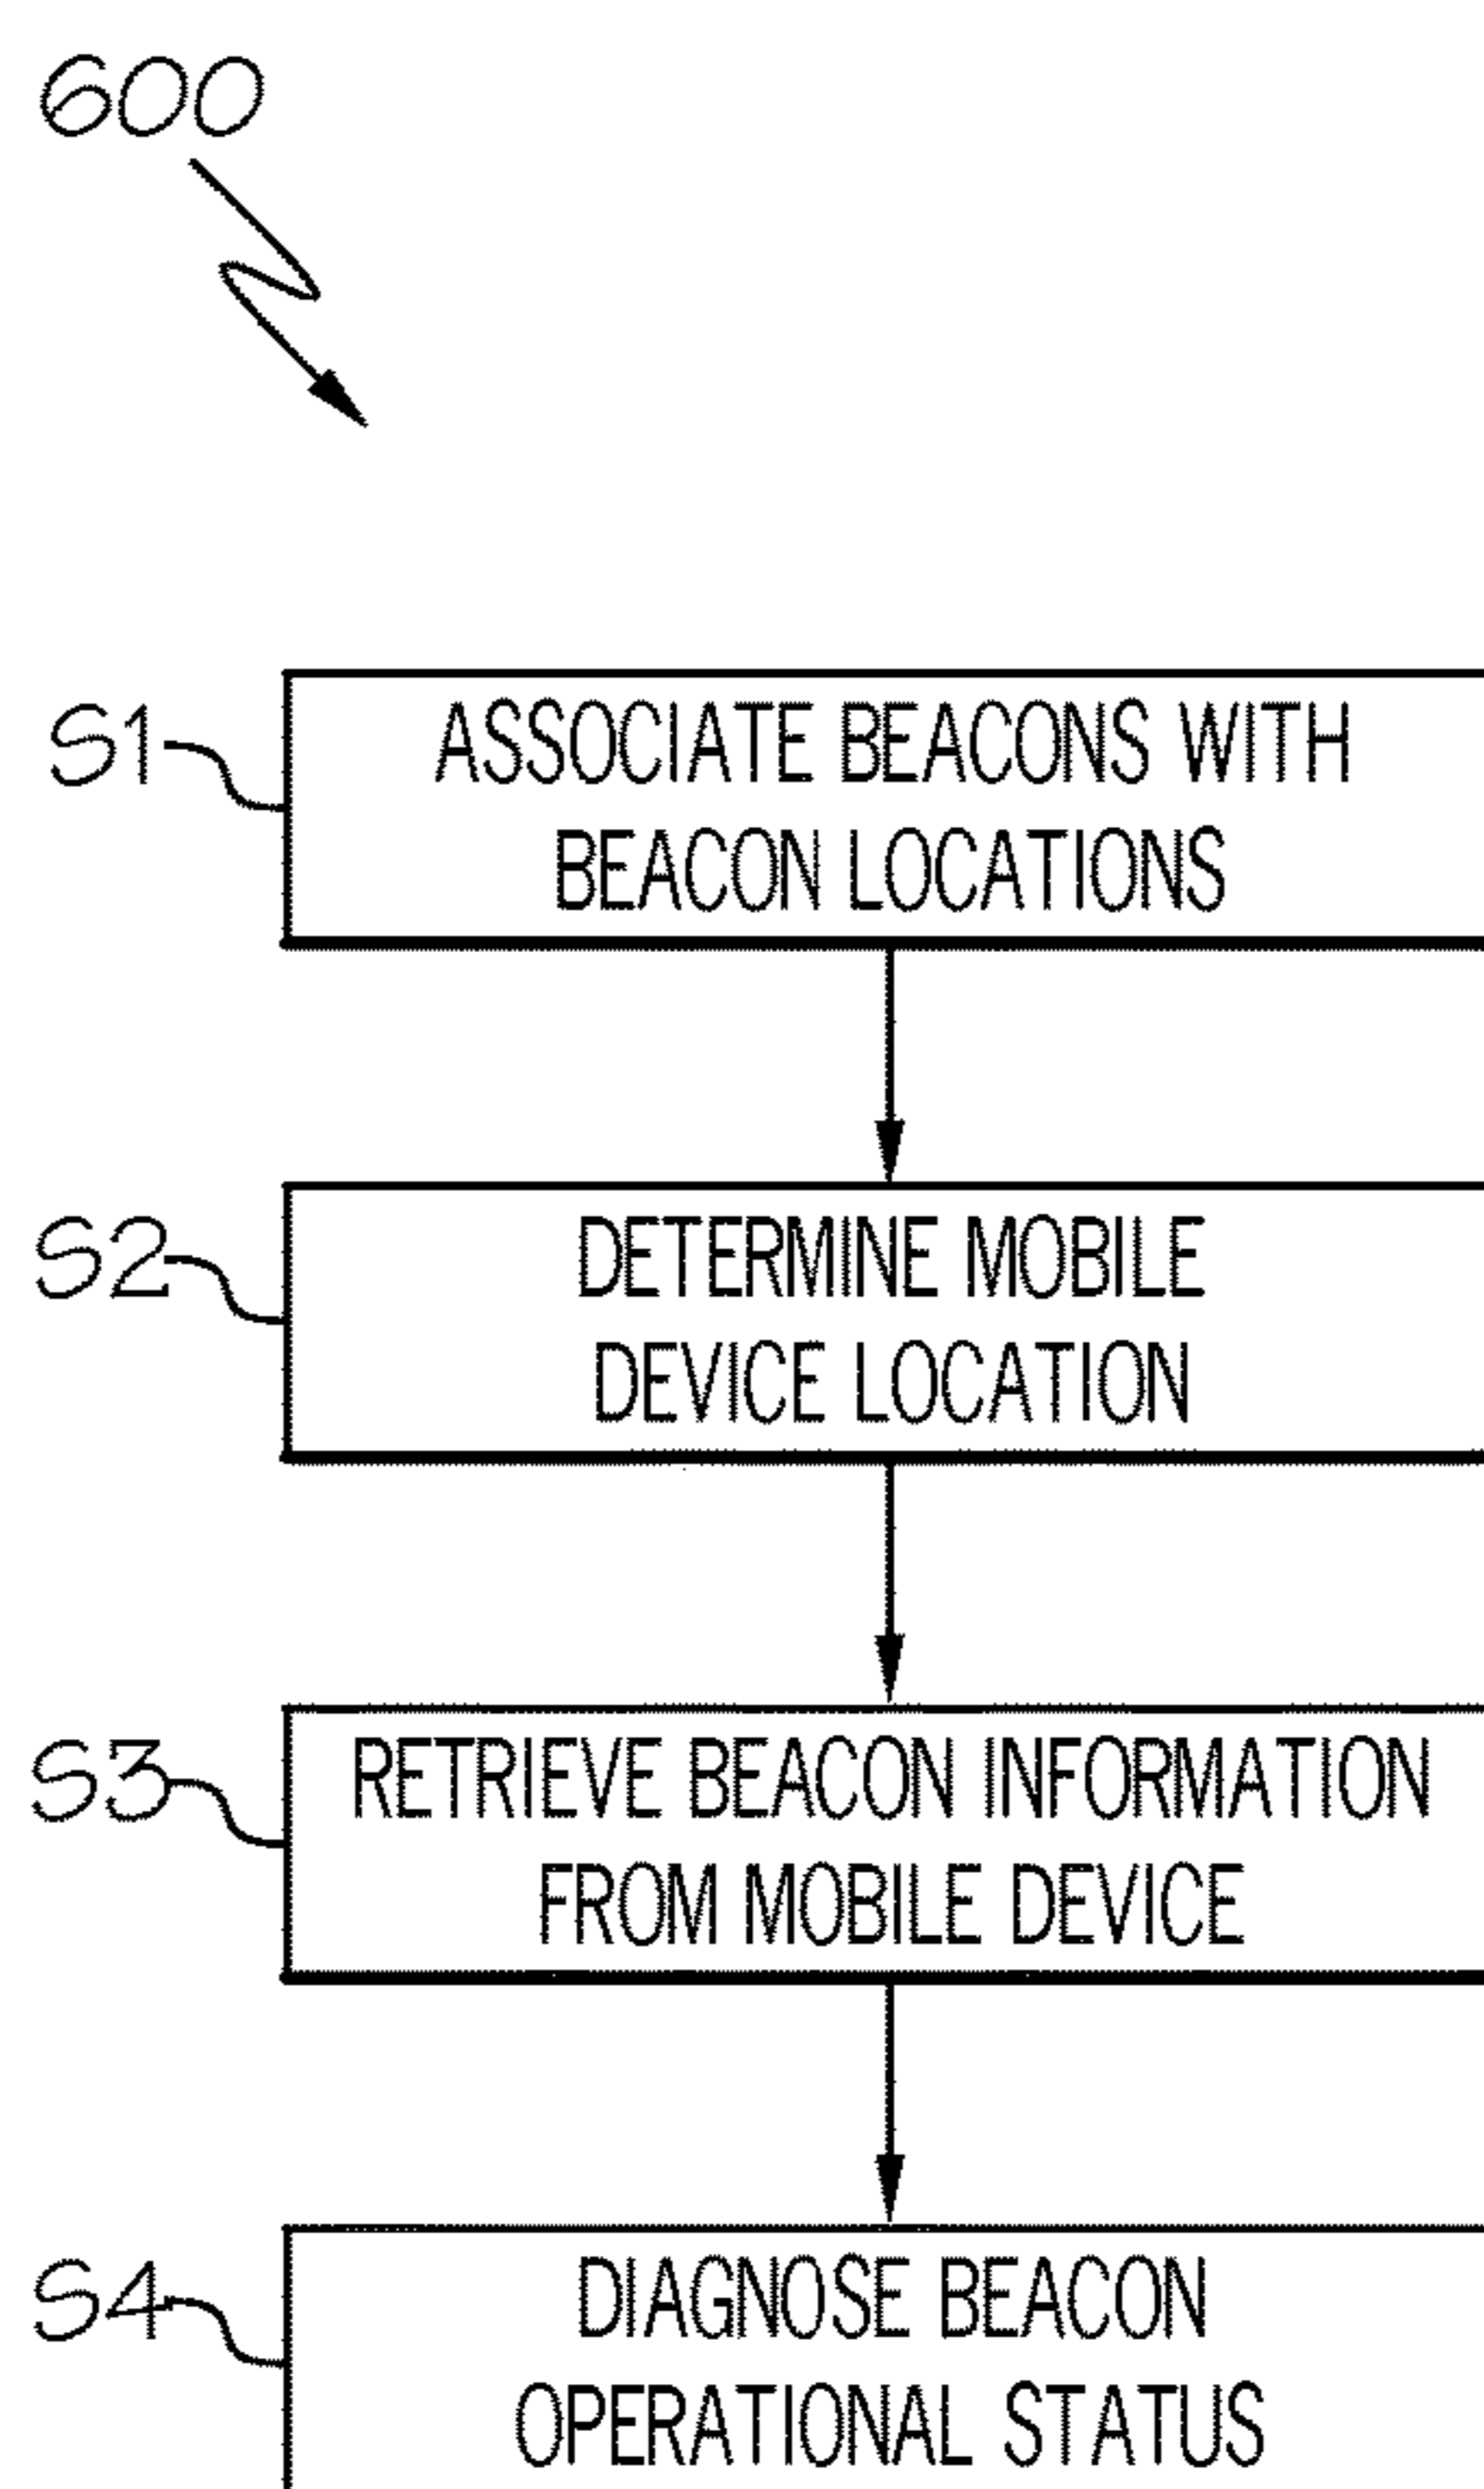 600
S1
ASSOCIATE BEACONS WITH
BEACON LOCATIONS
S2
DETERMINE MOBILE
DEVICE LOCATION
S3
RETRIEVE BEACON INFORMATION
FROM MOBILE DEVICE
S4
DIAGNOSE BEACON
OPERATIONAL STATUS